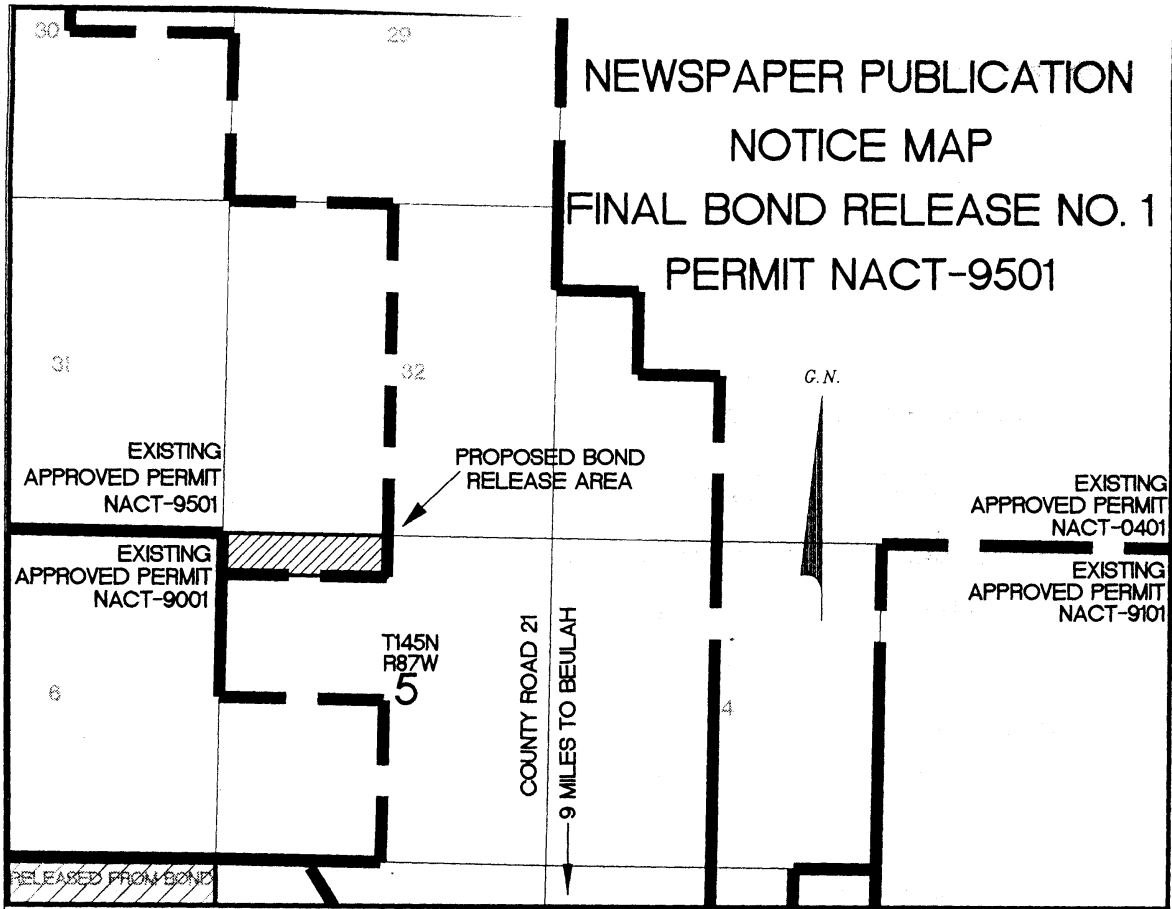 30
29
NEWSPAPER PUBLICATION
NOTICE MAP
FINAL BOND RELEASE NO. 1
PERMIT NACT-9501
31
32
G.N.
EXISTING
APPROVED PERMIT
NACT-9501
PROPOSED BOND
RELEASE AREA
EXISTING
APPROVED PERMIT
NACT-0401
EXISTING
APPROVED PERMIT
NACT-9001
EXISTING
APPROVED PERMIT
NACT-9101
T145N
R87W
5
6
4
COUNTY ROAD 21
9 MILES TO BEULAH
RELEASED FROM BOND